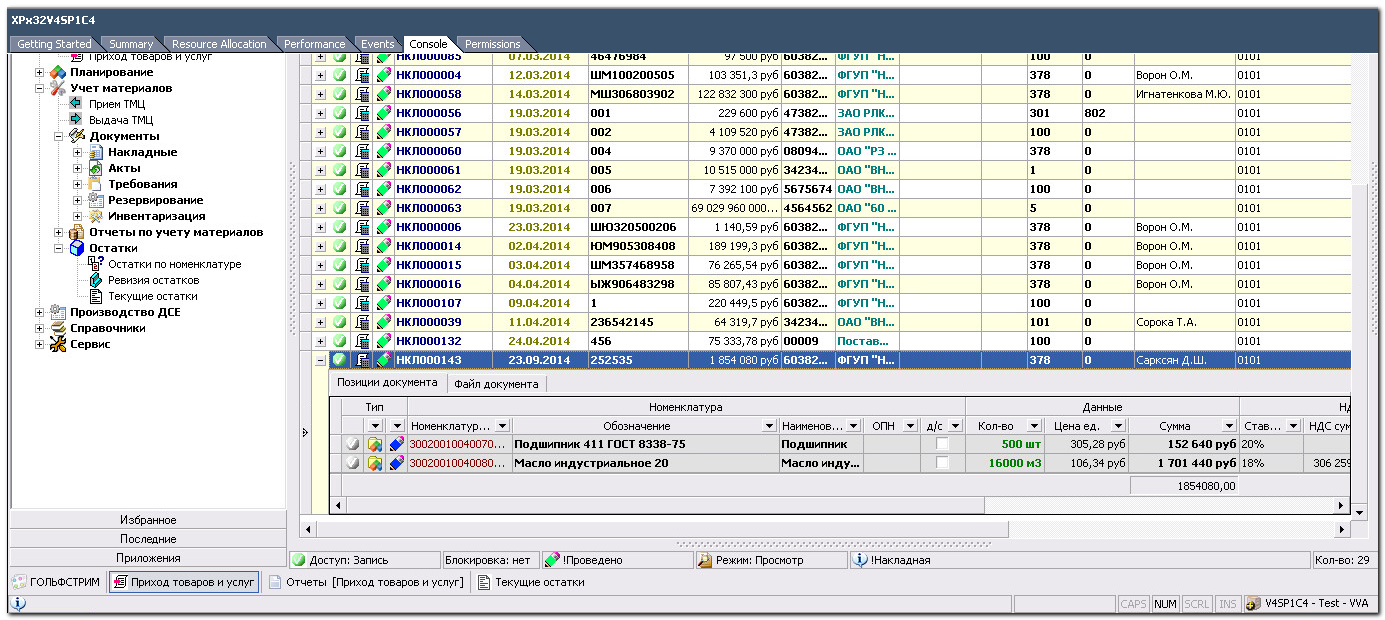 XPx32V4SP1C4
Getting Started Summary Resource Allocation Performance Events Console Permissions
Приход товаров и услуг
Планирование
Учет материалов
Прием ТМЦ
Выдача ТМЦ
Документы
Накладные
Акты
Требования
Резервирование
Инвентаризация
Отчеты по учету материалов
Остатки
Остатки по номенклатуре
Ревизия остатков
Текущие остатки
Производство ДСЕ
Справочники
Сервис
Избранное
Последние
Приложения
НКЛ000085 07.03.2014 46476984 97 500 руб 60382... ФГУП "Н... 100 0 0101
НКЛ000004 12.03.2014 ШМ100200505 103 351,3 руб 60382... ФГУП "Н... 378 0 Ворон О.М. 0101
НКЛ000058 14.03.2014 МШ306803902 122 832 300 руб 60382... ФГУП "Н... 378 0 Игнатенкова М.Ю. 0101
НКЛ000056 19.03.2014 001 229 600 руб 47382... ЗАО РЛК... 301 802 0101
НКЛ000057 19.03.2014 002 4 109 520 руб 47382... ЗАО РЛК... 100 0 0101
НКЛ000060 19.03.2014 004 9 370 000 руб 08094... ОАО "РЗ ... 378 0 0101
НКЛ000061 19.03.2014 005 10 515 000 руб 34234... ОАО "ВН... 1 0 0101
НКЛ000062 19.03.2014 006 7 392 100 руб 5675674 ОАО "ВН... 100 0 0101
НКЛ000063 19.03.2014 007 69 029 960 000... 4564562 ОАО "60 ... 5 0 0101
НКЛ000006 23.03.2014 ШЮ320500206 1 140,59 руб 60382... ФГУП "Н... 378 0 Ворон О.М. 0101
НКЛ000014 02.04.2014 ЮМ905308408 189 199,3 руб 60382... ФГУП "Н... 378 0 Ворон О.М. 0101
НКЛ000015 03.04.2014 ШМ357468958 76 265,54 руб 60382... ФГУП "Н... 378 0 Ворон О.М. 0101
НКЛ000016 04.04.2014 ЫЖ906483298 85 807,43 руб 60382... ФГУП "Н... 378 0 Ворон О.М. 0101
НКЛ000107 09.04.2014 1 220 449,5 руб 60382... ФГУП "Н... 100 0 0101
НКЛ000039 11.04.2014 236542145 64 319,7 руб 34234... ОАО "ВН... 101 0 Сорока Т.А. 0101
НКЛ000132 24.04.2014 456 75 333,78 руб 00009 Постав... 100 0 0101
НКЛ000143 23.09.2014 252535 1 854 080 руб 60382... ФГУП "Н... 378 0 Сарксян Д.Ш. 0101
Позиции документа Файл документа
Тип Номенклатура Данные
Номенклатур... Обозначение Наименов... ОПН д/с Кол-во Цена ед. Сумма Став... НДС сум
30020010040070... Подшипник 411 ГОСТ 8338-75 Подшипник 500 шт 305,28 руб 152 640 руб 20%
30020010040080... Масло индустриальное 20 Масло инду... 16000 м3 106,34 руб 1 701 440 руб 18% 306 259
1854080,00
Доступ: Запись Блокировка: нет !Проведено Режим: Просмотр !Накладная Кол-во: 29
ГОЛЬФСТРИМ Приход товаров и услуг Отчеты [Приход товаров и услуг] Текущие остатки
CAPS NUM SCRL INS V4SP1C4 - Test - VVA